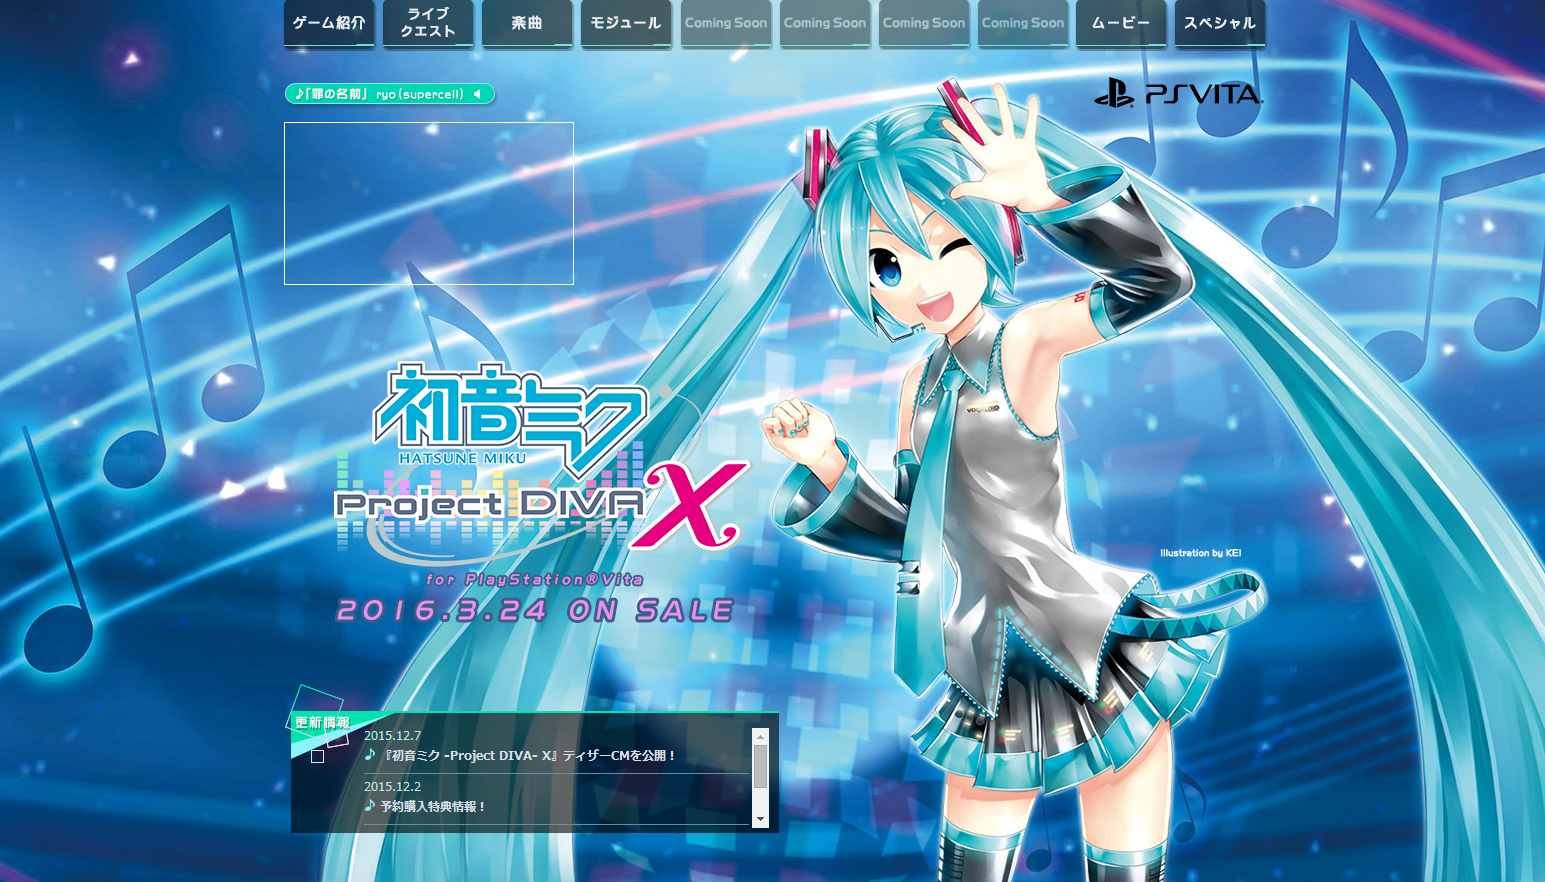 ゲーム紹介
ライブ
クエスト
楽曲
モジュール
Coming Soon
Coming Soon
Coming Soon
Coming Soon
ムービー
スペシャル
♪「罪の名前」 ryo(supercell)
PSVITA
初音ミク
HATSUNE MIKU
Project DIVA X
for PlayStation®Vita
2016.3.24 ON SALE
VOCALOID
01
Illustration by KEI
更新情報
2015.12.7
♪ 『初音ミク -Project DIVA- X』ティザーCMを公開！
2015.12.2
♪ 予約購入特典情報！